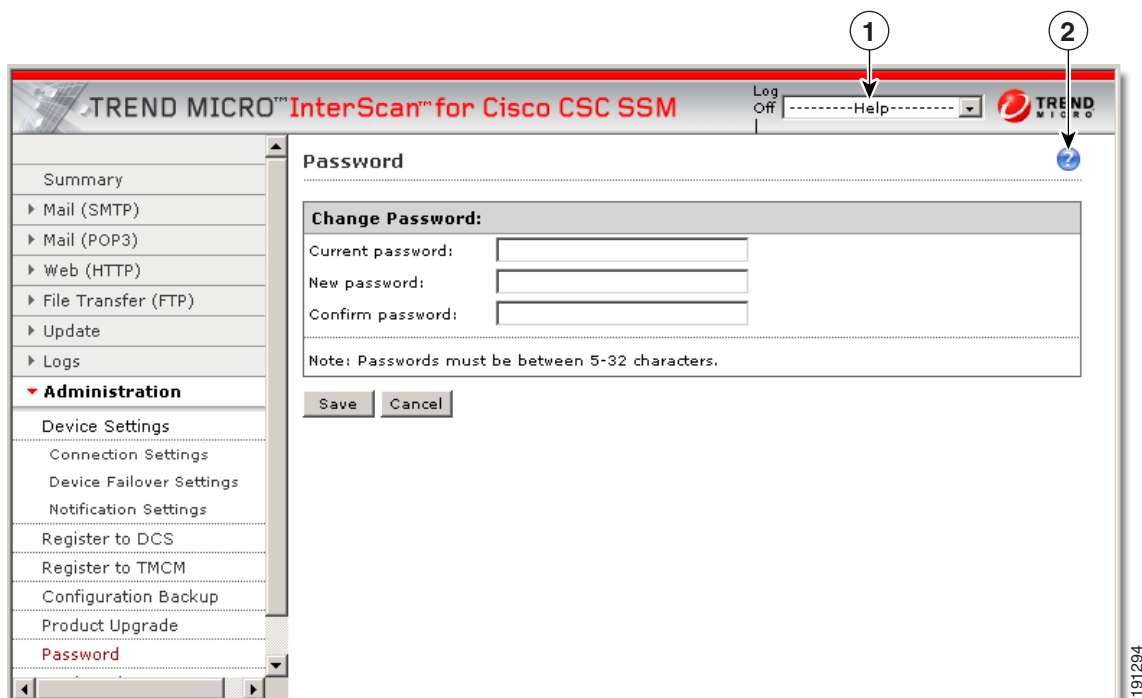 1
2
TREND MICRO™ InterScan™ for Cisco CSC SSM
Log Off
---------Help---------
TREND MICRO
Summary
Mail (SMTP)
Mail (POP3)
Web (HTTP)
File Transfer (FTP)
Update
Logs
Administration
Device Settings
Connection Settings
Device Failover Settings
Notification Settings
Register to DCS
Register to TMCM
Configuration Backup
Product Upgrade
Password
Password
?
Change Password:
Current password:
New password:
Confirm password:
Note: Passwords must be between 5-32 characters.
Save
Cancel
191294